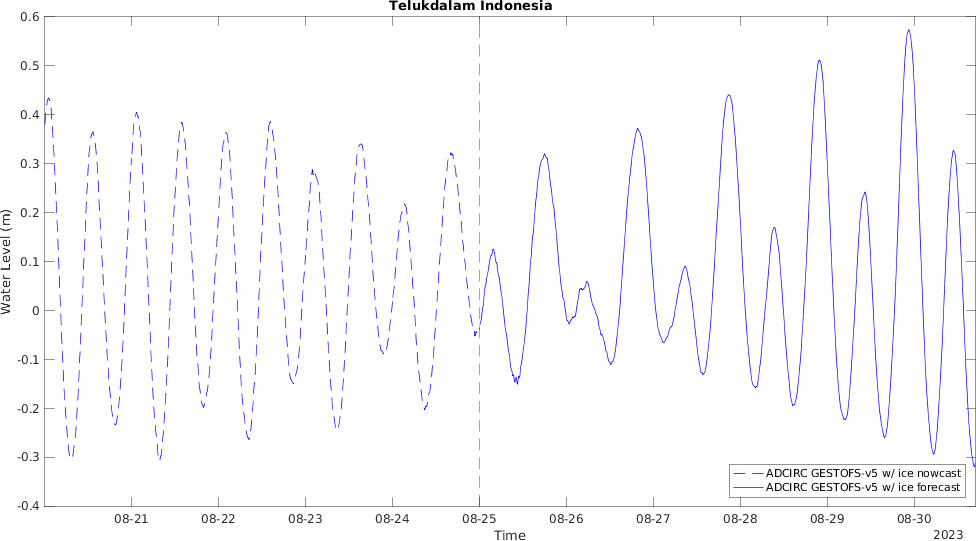 Telukdalam Indonesia
0.6
0.5
0.4
0.3
0.2
0.1
0
-0.1
-0.2
-0.3
-0.4
Water Level (m)
ADCIRC GESTOFS-v5 w/ ice nowcast
ADCIRC GESTOFS-v5 w/ ice forecast
08-21 08-22 08-23 08-24 08-25 08-26 08-27 08-28 08-29 08-30
Time
2023